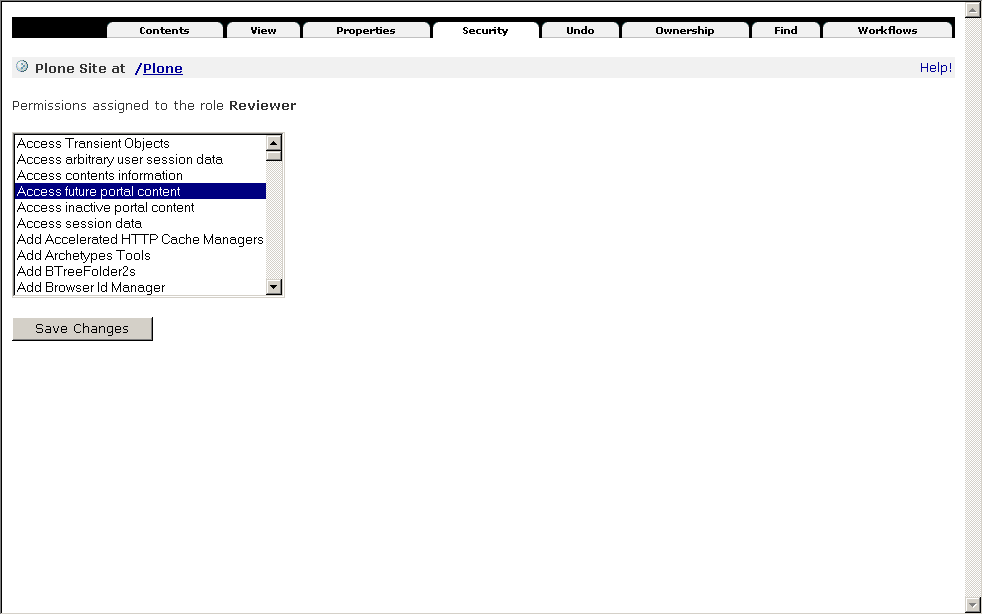 Contents View Properties Security Undo Ownership Find Workflows
Plone Site at /Plone Help!
Permissions assigned to the role Reviewer
Access Transient Objects
Access arbitrary user session data
Access contents information
Access future portal content
Access inactive portal content
Access session data
Add Accelerated HTTP Cache Managers
Add Archetypes Tools
Add BTreeFolder2s
Add Browser Id Manager
Save Changes